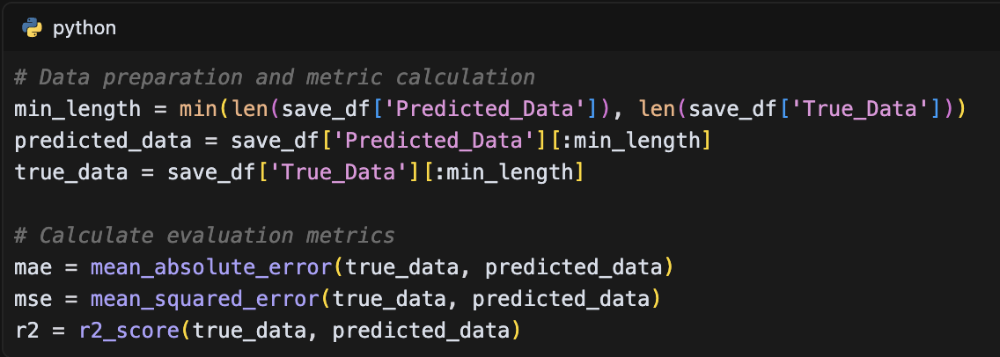 python
# Data preparation and metric calculation
min_length = min(len(save_df['Predicted_Data']), len(save_df['True_Data']))
predicted_data = save_df['Predicted_Data'][:min_length]
true_data = save_df['True_Data'][:min_length]
# Calculate evaluation metrics
mae = mean_absolute_error(true_data, predicted_data)
mse = mean_squared_error(true_data, predicted_data)
r2 = r2_score(true_data, predicted_data)